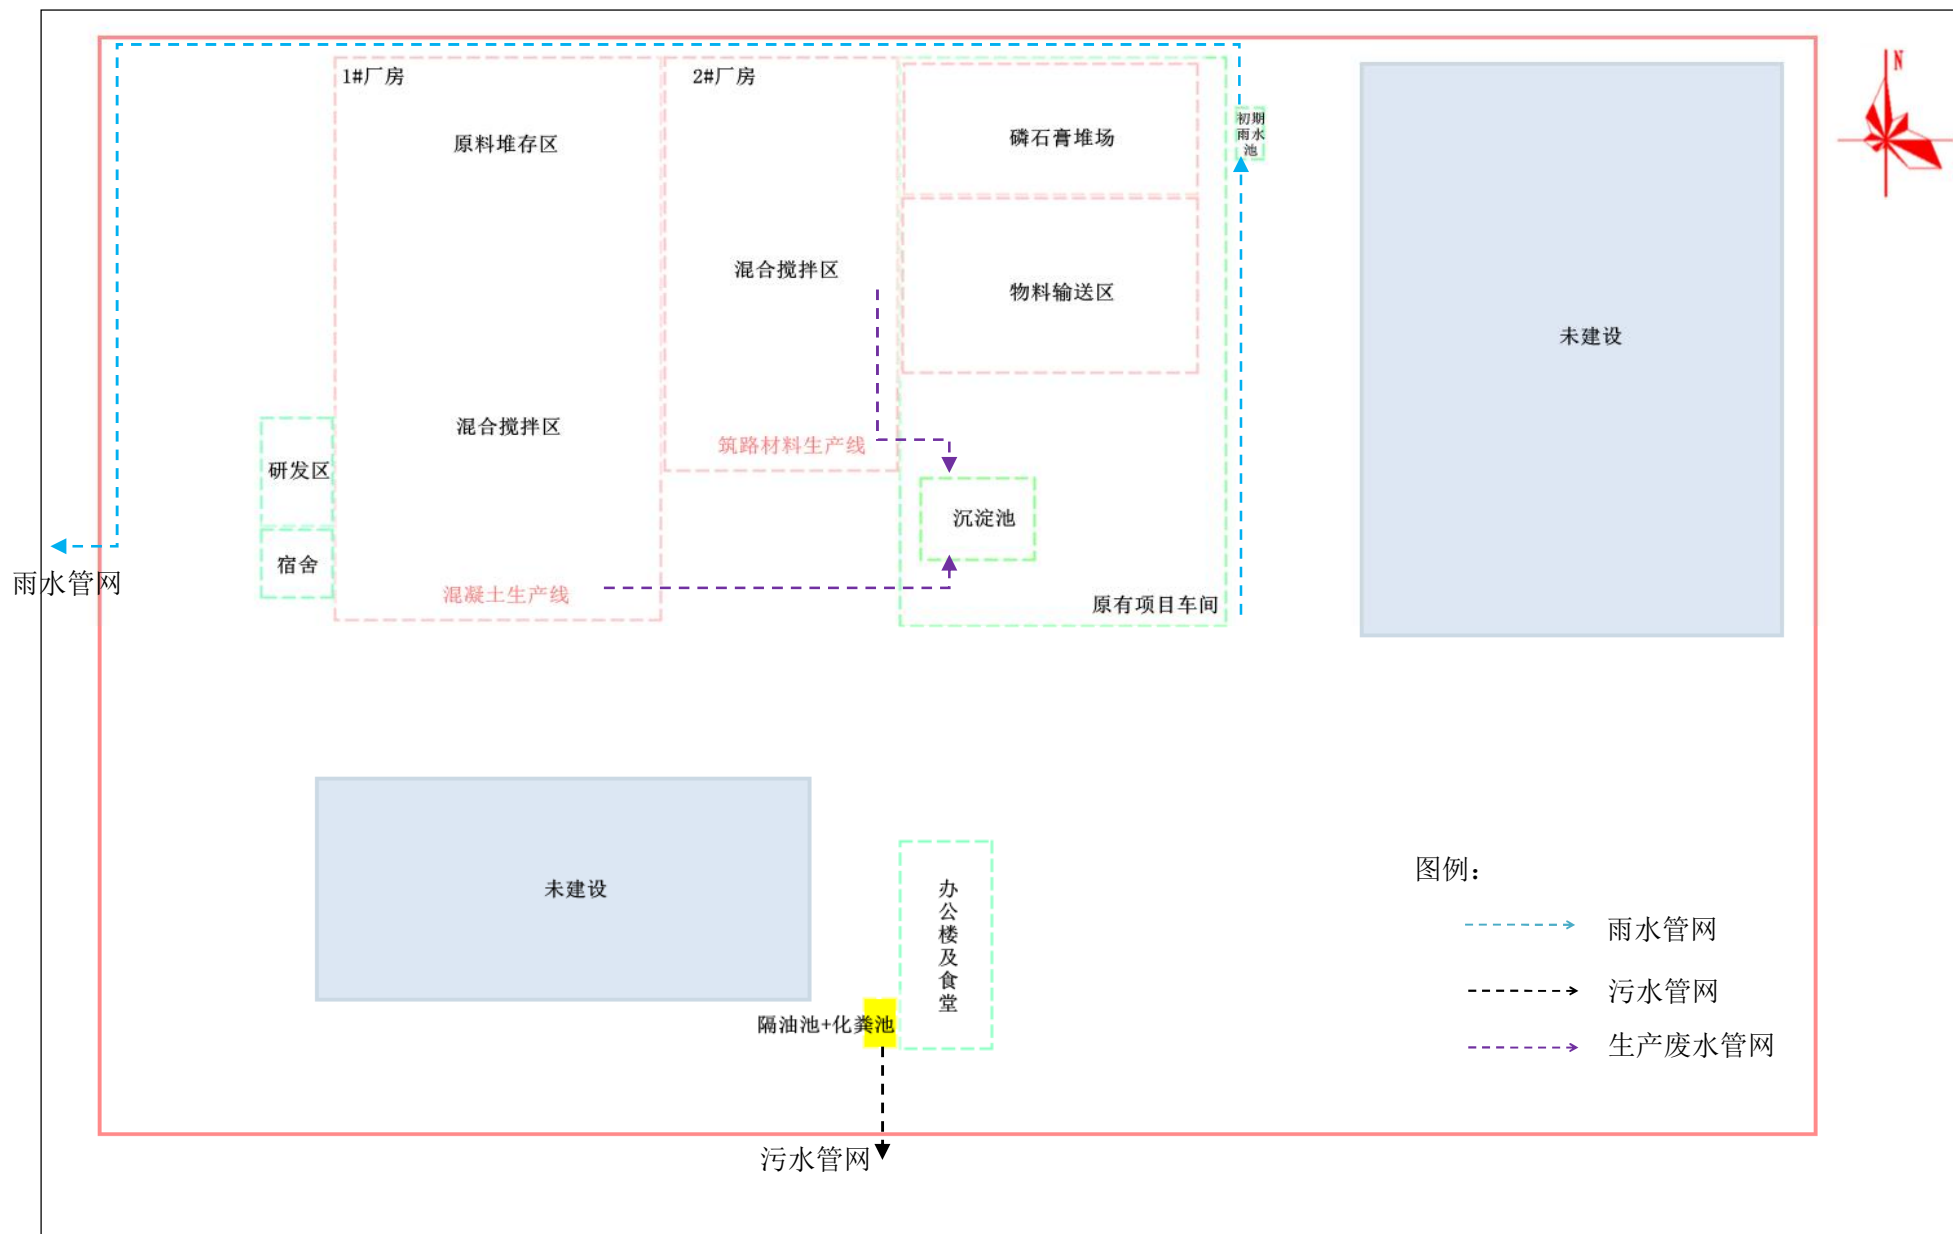 N
1#厂房
2#厂房
原料堆存区
磷石膏堆场
初期
雨水
池
混合搅拌区
物料输送区
未建设
混合搅拌区
筑路材料生产线
研发区
沉淀池
宿舍
雨水管网
混凝土生产线
原有项目车间
未建设
办
公
楼
及
食
堂
隔油池+化粪池
污水管网
图例：
雨水管网
污水管网
生产废水管网